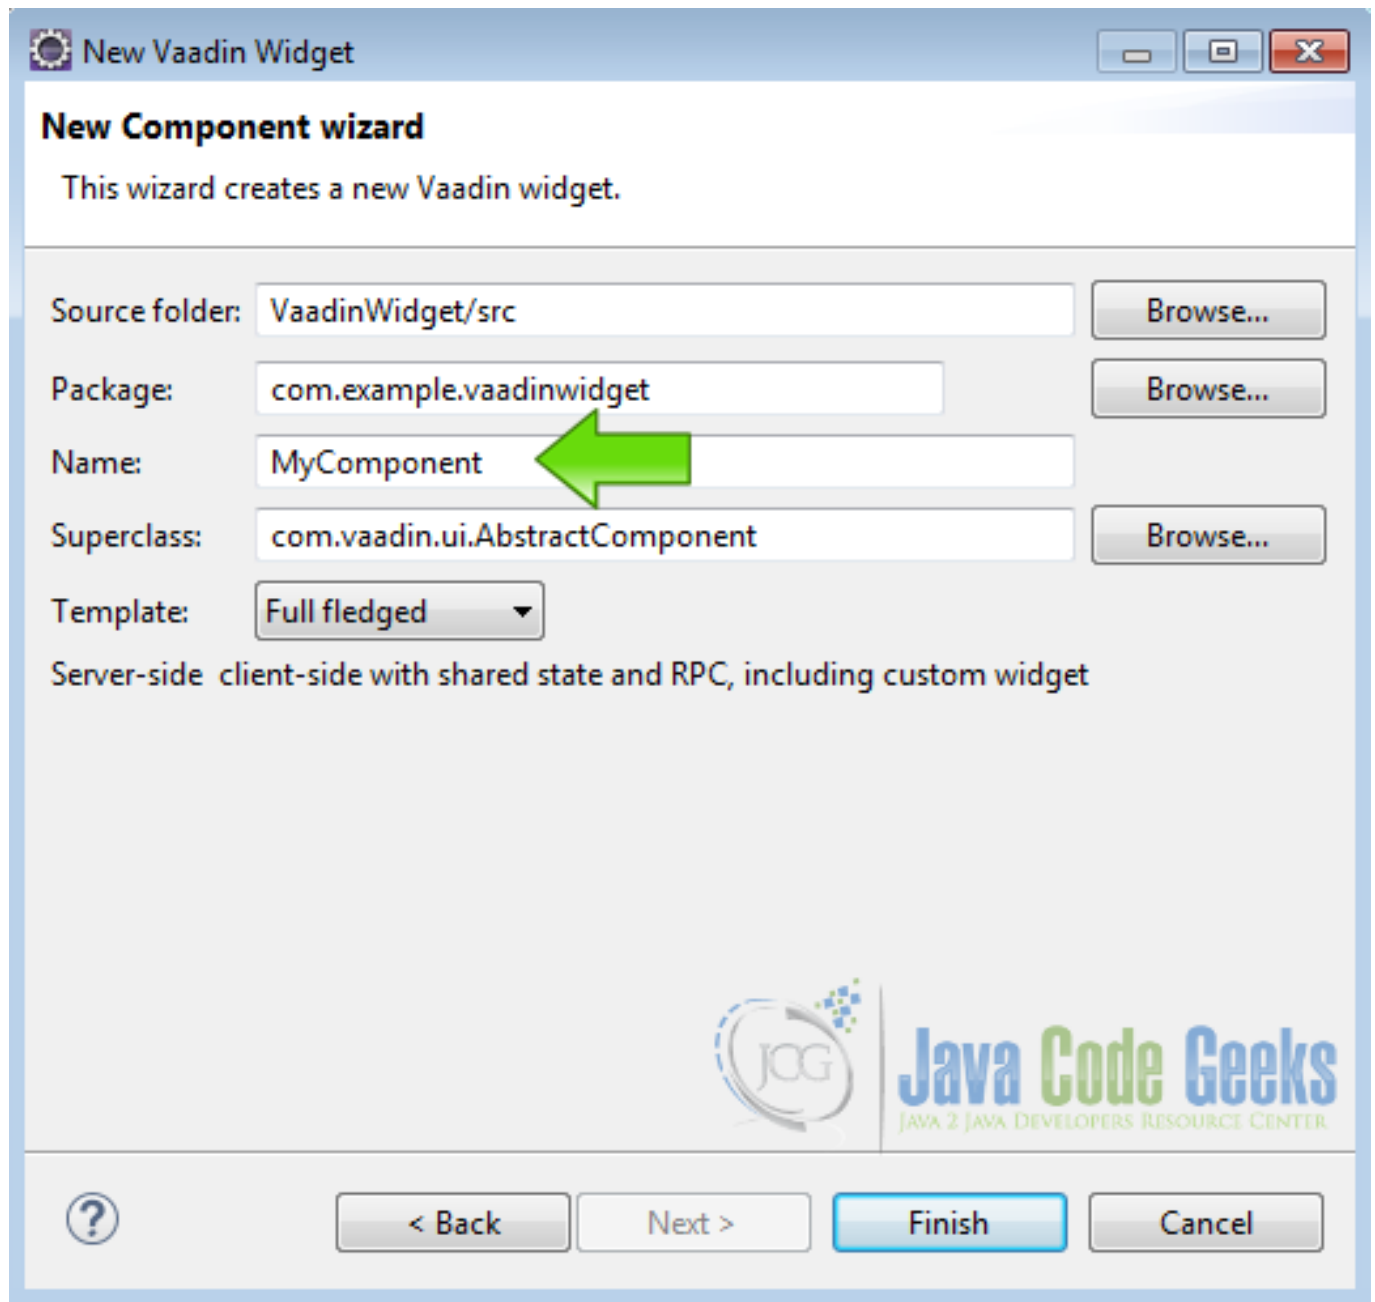 New Vaadin Widget
New Component wizard
This wizard creates a new Vaadin widget.
Source folder: VaadinWidget/src Browse...
Package: com.example.vaadinwidget Browse...
Name: MyComponent
Superclass: com.vaadin.ui.AbstractComponent Browse...
Template: Full fledged
Server-side  client-side with shared state and RPC, including custom widget
JCG
Java Code Geeks
JAVA 2 JAVA DEVELOPERS RESOURCE CENTER
? < Back Next > Finish Cancel